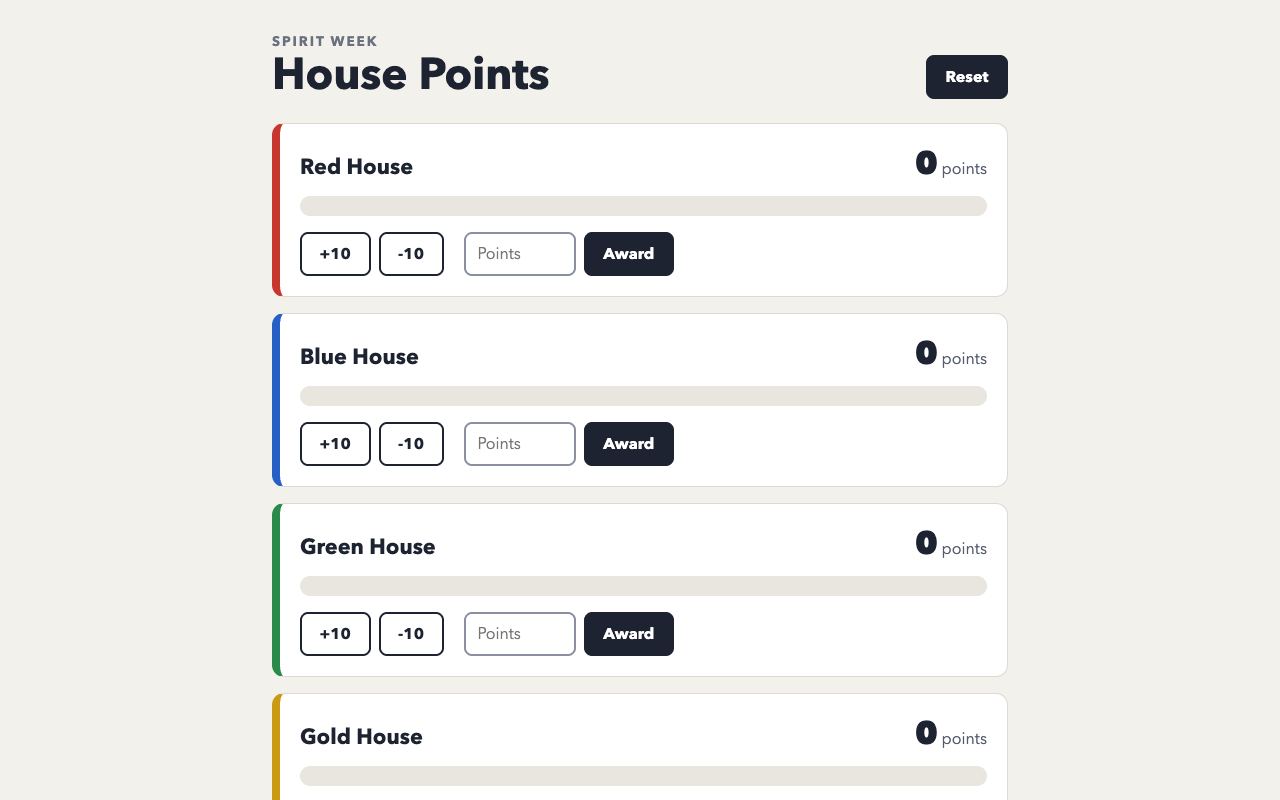 SPIRIT WEEK
House Points
Reset
Red House
0 points
+10 -10 Points Award
Blue House
0 points
+10 -10 Points Award
Green House
0 points
+10 -10 Points Award
Gold House
0 points